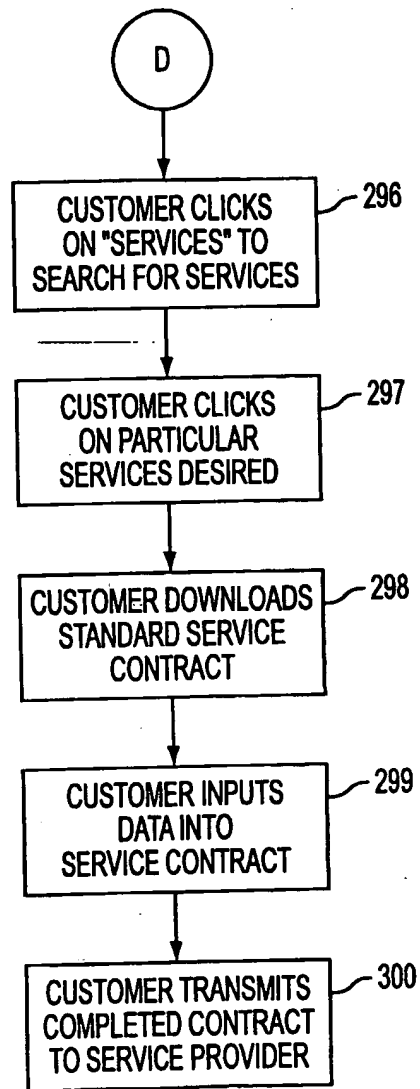 D
CUSTOMER CLICKS
ON "SERVICES" TO
SEARCH FOR SERVICES
296
CUSTOMER CLICKS
ON PARTICULAR
SERVICES DESIRED
297
CUSTOMER DOWNLOADS
STANDARD SERVICE
CONTRACT
298
CUSTOMER INPUTS
DATA INTO
SERVICE CONTRACT
299
CUSTOMER TRANSMITS
COMPLETED CONTRACT
TO SERVICE PROVIDER
300